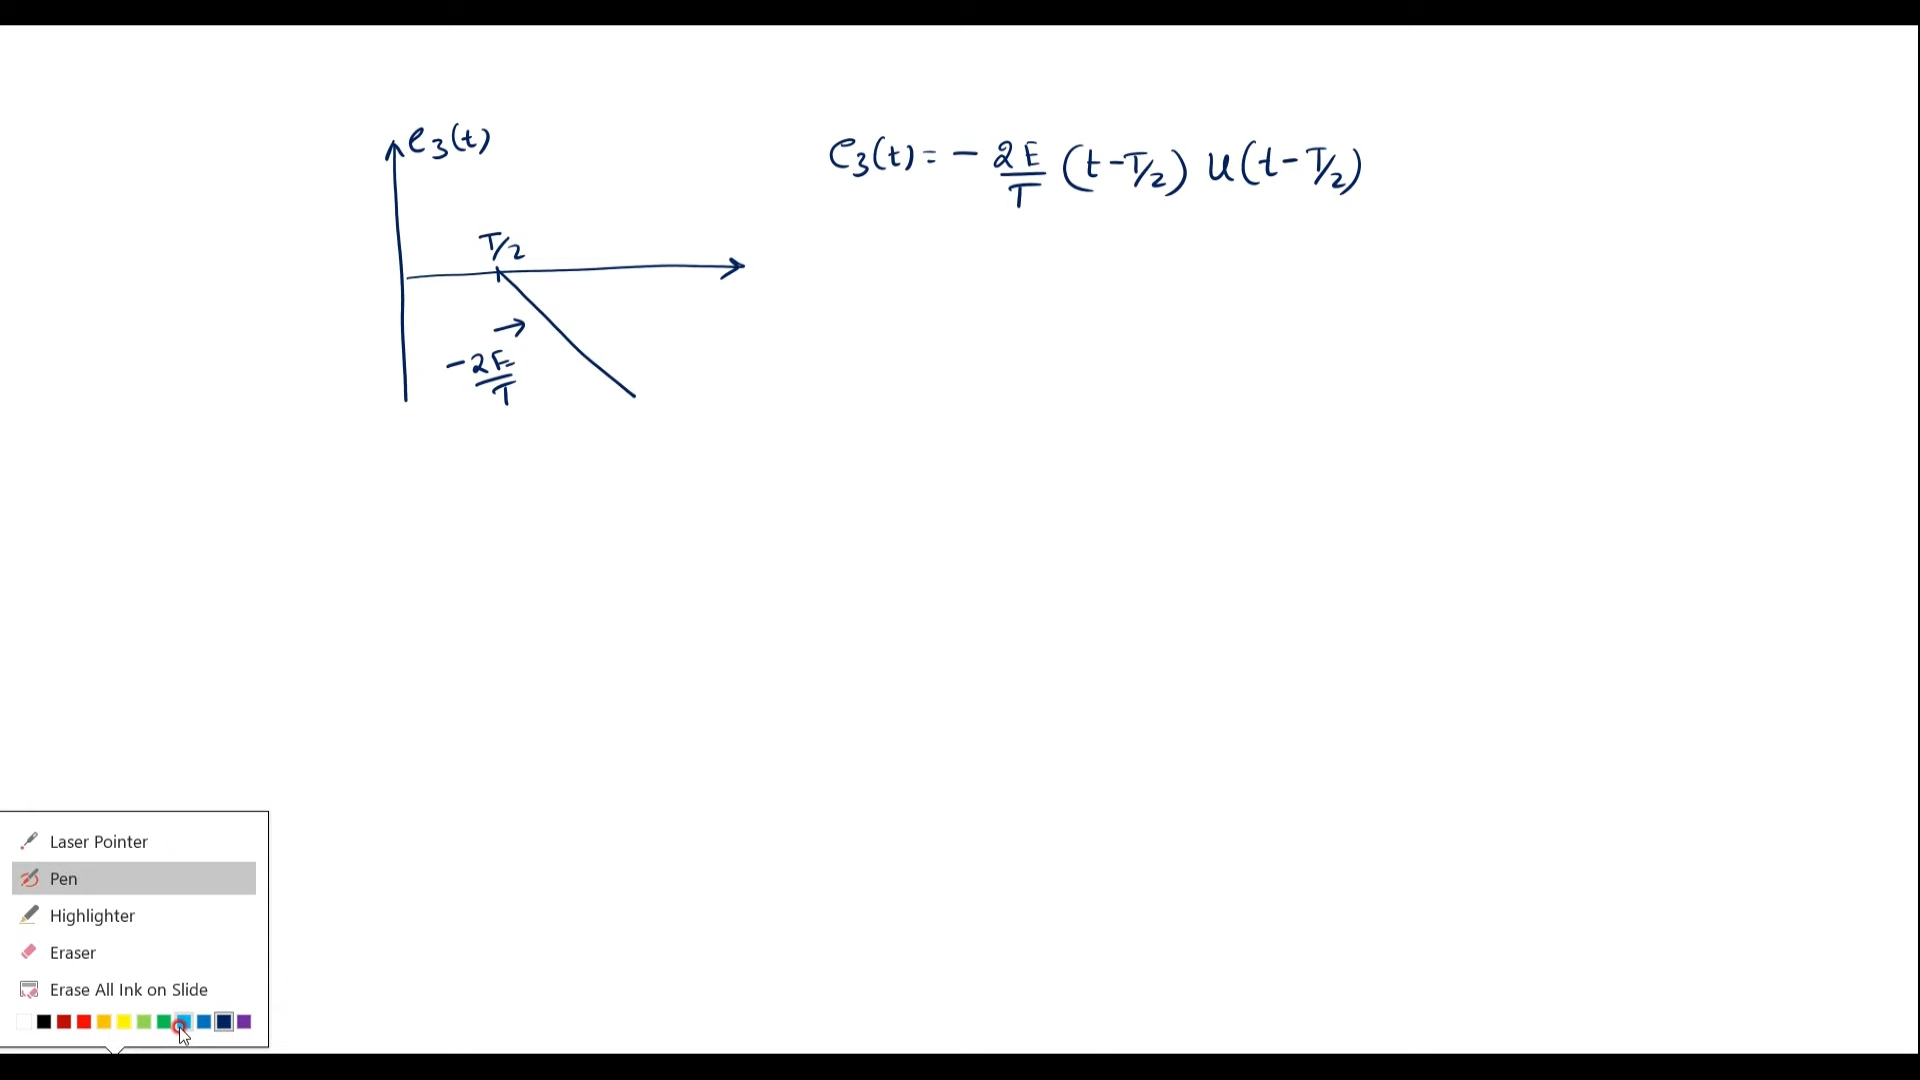 e₃(t)
e₃(t) = - 2E/T (t - T/2) u(t - T/2)
T/2
- 2E/T
Laser Pointer
Pen
Highlighter
Eraser
Erase All Ink on Slide